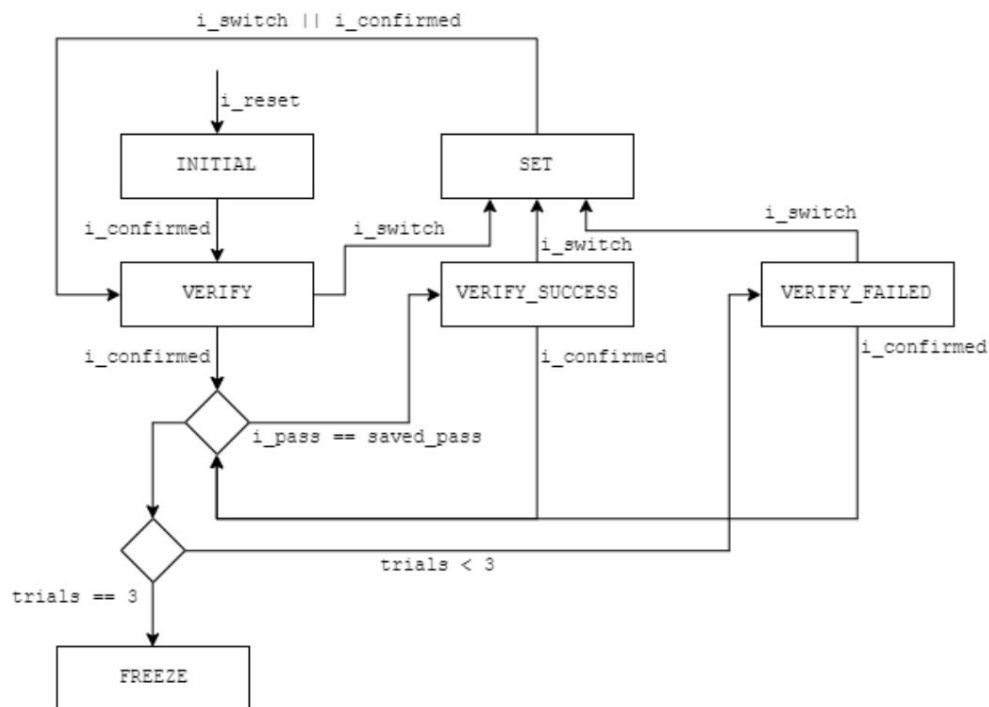 i_switch || i_confirmed
i_reset
INITIAL
SET
i_confirmed
i_switch
i_switch
i_switch
VERIFY
VERIFY_SUCCESS
VERIFY_FAILED
i_confirmed
i_confirmed
i_confirmed
i_pass == saved_pass
trials < 3
trials == 3
FREEZE